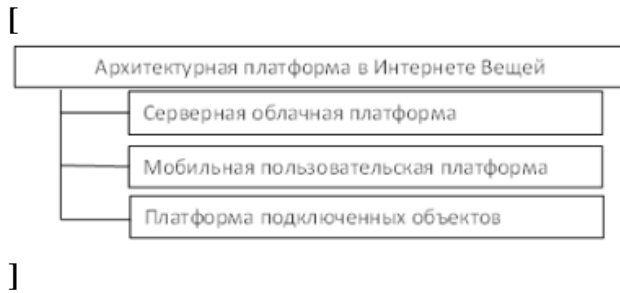 [
Архитектурная платформа в Интернете Вещей
Серверная облачная платформа
Мобильная пользовательская платформа
Платформа подключенных объектов
]